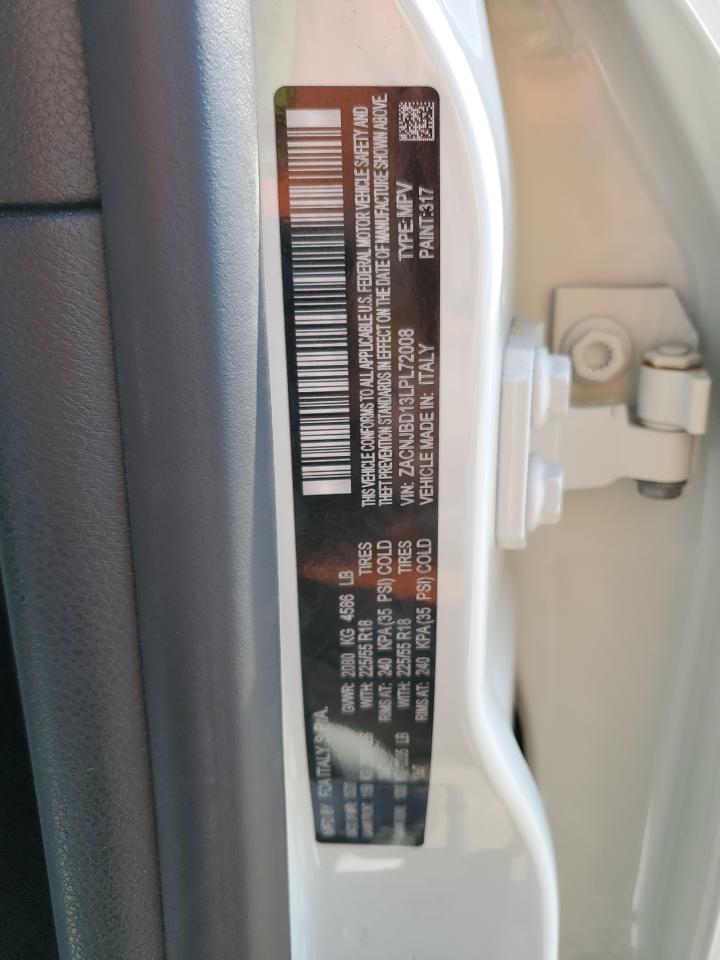 MFD BY FCA ITALY S.P.A. GVWR: 2080 KG 4586 LB
WITH: 225/55 R18 TIRES
RIMS AT: 240 KPA (35 PSI) COLD
WITH: 225/55 R18 TIRES
RIMS AT: 240 KPA (35 PSI) COLD
THIS VEHICLE CONFORMS TO ALL APPLICABLE U.S. FEDERAL MOTOR VEHICLE SAFETY AND
THEFT PREVENTION STANDARDS IN EFFECT ON THE DATE OF MANUFACTURE SHOWN ABOVE.
VIN: ZACNJBD13LPL72008 TYPE: MPV
VEHICLE MADE IN: ITALY PAINT: 317